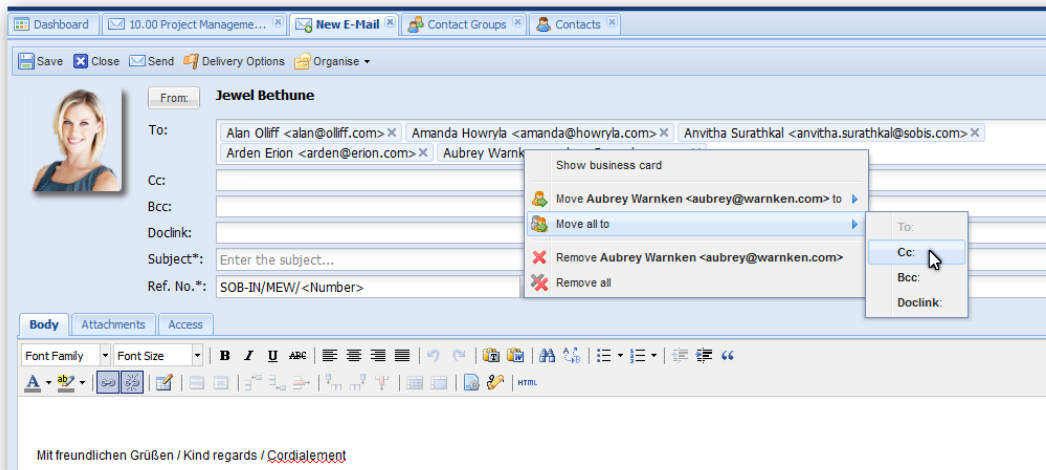 Dashboard 10.00 Project Manageme... New E-Mail Contact Groups Contacts
Save Close Send Delivery Options Organise
From: Jewel Bethune
To: Alan Olliff <alan@olliff.com> Amanda Howryla <amanda@howryla.com> Anvitha Surathkal <anvitha.surathkal@sobis.com>
Arden Erion <arden@erion.com> Aubrey Warnk
Show business card
Cc:
Move Aubrey Warnken <aubrey@warnken.com> to
Bcc:
Move all to
To:
Doclink:
Cc:
Subject*: Enter the subject...
Remove Aubrey Warnken <aubrey@warnken.com>
Bcc:
Ref. No.*: SOB-IN/MEW/<Number>
Remove all
Doclink:
Body Attachments Access
Font Family Font Size B I U ABC
A ab HTML
Mit freundlichen Grüßen / Kind regards / Cordialement